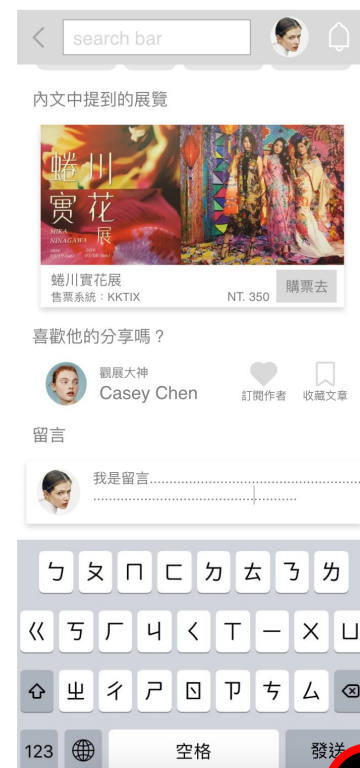 search bar
內文中提到的展覽
蜷川
实花
展
MIKA
NINAGAWA
蜷川實花展
售票系統：KKTIX
NT. 350
購票去
喜歡他的分享嗎？
觀展大神
Casey Chen
訂閱作者
收藏文章
留言
我是留言
ㄅ ㄆ ㄇ ㄈ ㄉ ㄊ ㄋ ㄌ
ㄍ ㄎ ㄏ ㄐ ㄑ ㄒ ㄧ ㄨ ㄩ
ㄓ ㄔ ㄕ ㄖ ㄗ ㄘ ㄙ
123
空格
發送